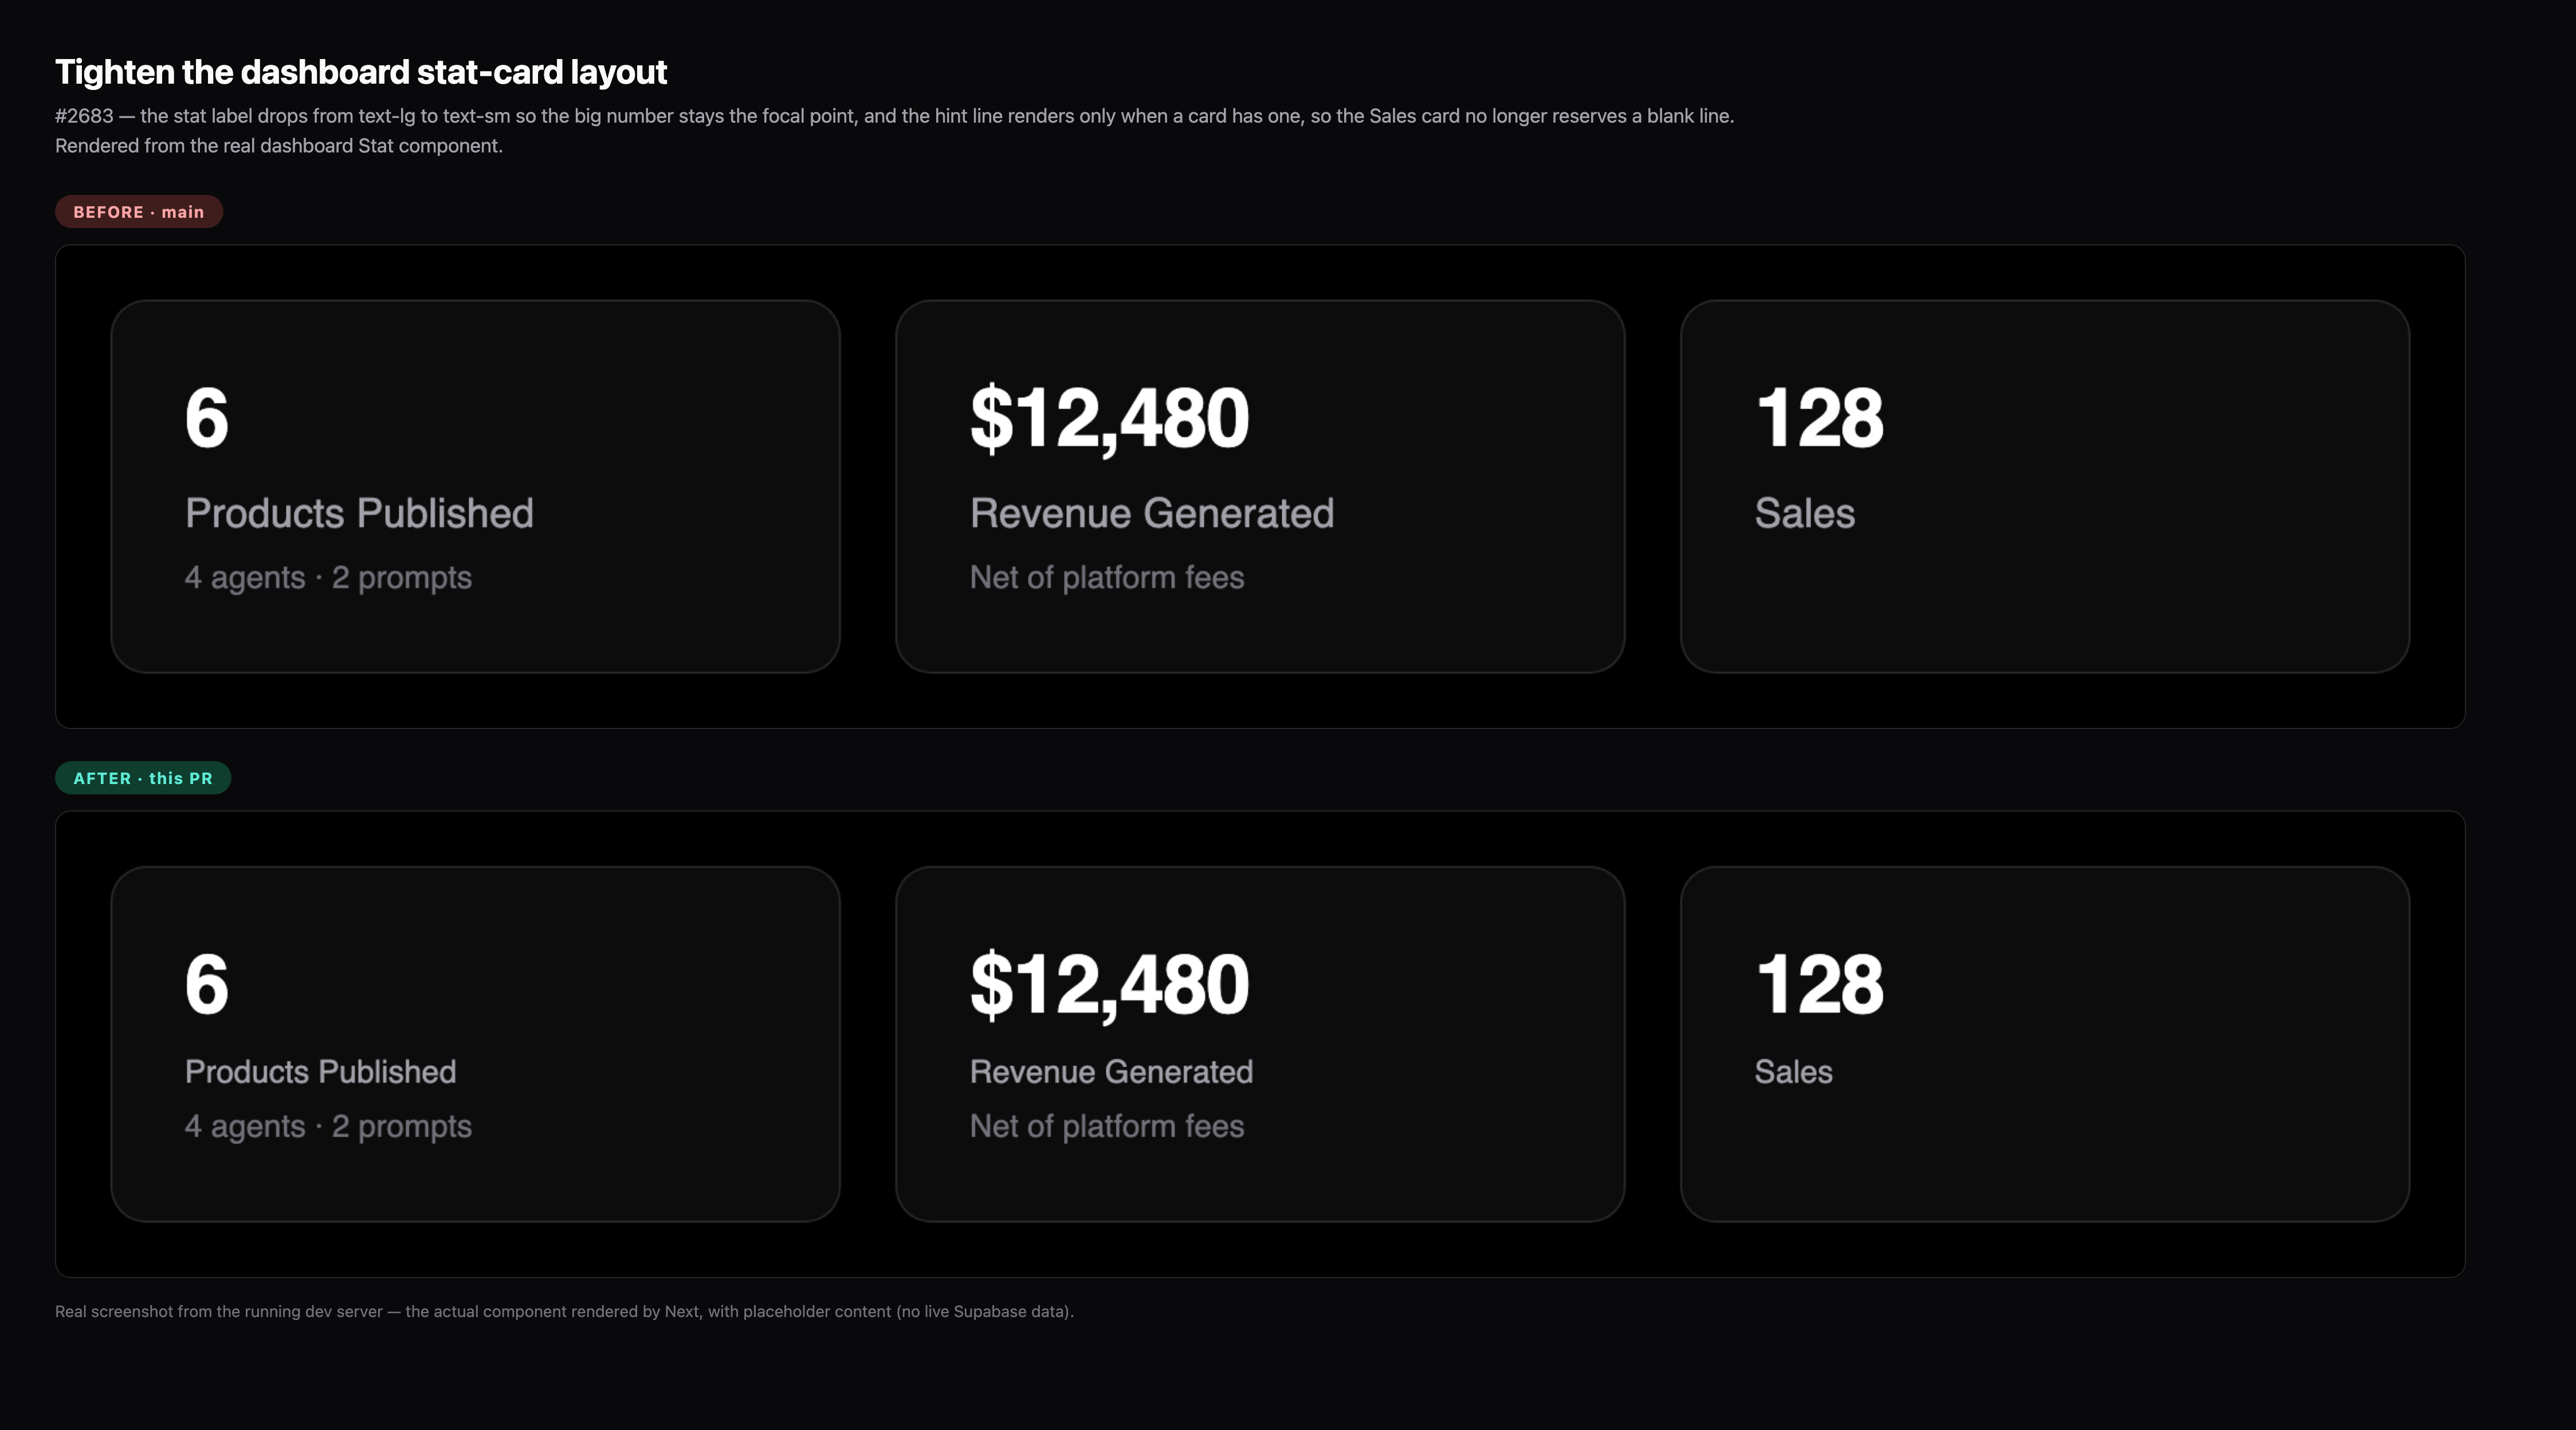 Tighten the dashboard stat-card layout
#2683 — the stat label drops from text-lg to text-sm so the big number stays the focal point, and the hint line renders only when a card has one, so the Sales card no longer reserves a blank line.
Rendered from the real dashboard Stat component.
BEFORE · main
6
Products Published
4 agents · 2 prompts
$12,480
Revenue Generated
Net of platform fees
128
Sales
AFTER · this PR
6
Products Published
4 agents · 2 prompts
$12,480
Revenue Generated
Net of platform fees
128
Sales
Real screenshot from the running dev server — the actual component rendered by Next, with placeholder content (no live Supabase data).